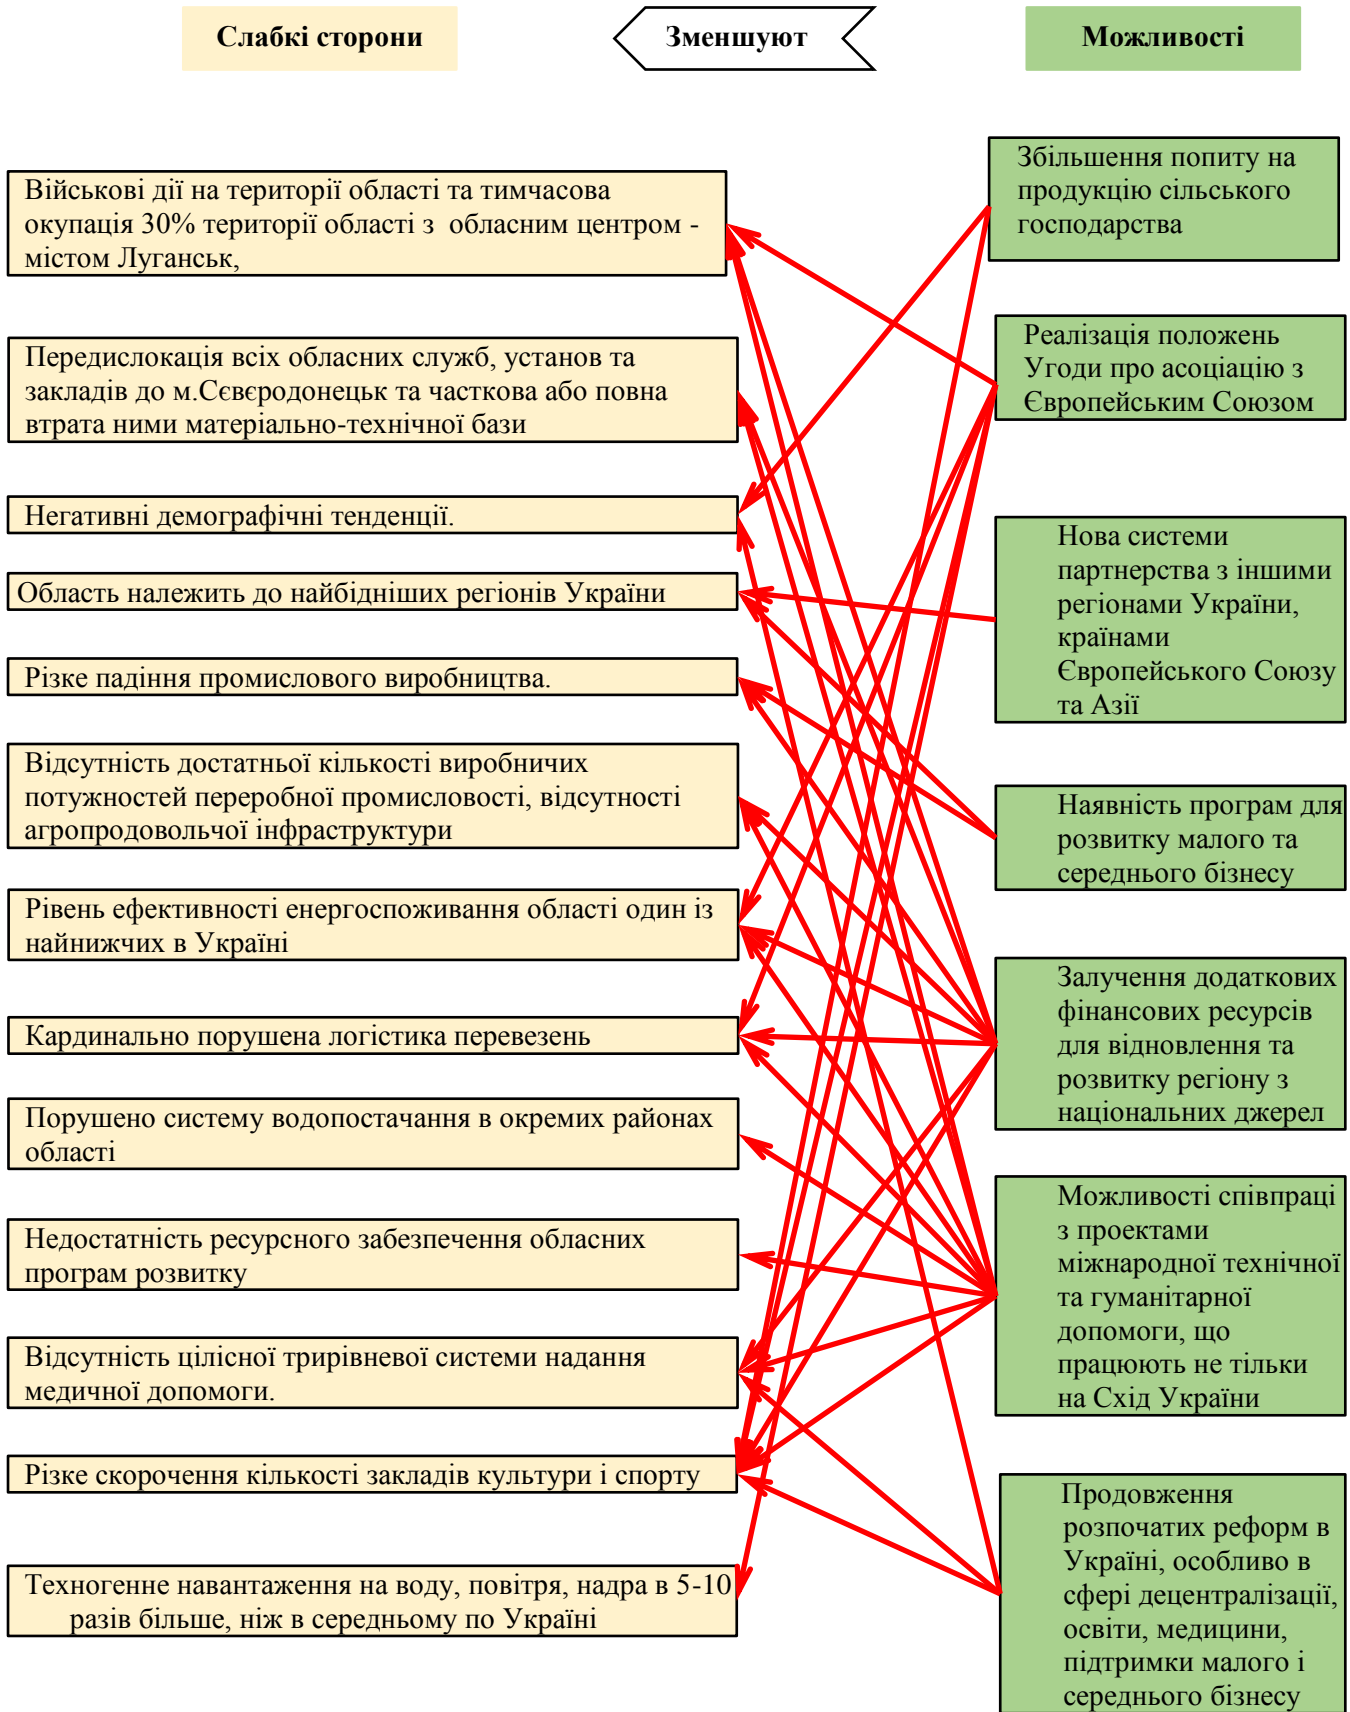 Слабкі сторони
Зменшуют
Можливості
Військові дії на території області та тимчасова
окупація 30% території області з обласним центром -
містом Луганськ,
Передислокація всіх обласних служб, установ та
закладів до м.Сєвєродонецьк та часткова або повна
втрата ними матеріально-технічної бази
Негативні демографічні тенденції.
Область належить до найбідніших регіонів України
Різке падіння промислового виробництва.
Відсутність достатньої кількості виробничих
потужностей переробної промисловості, відсутності
агропродовольчої інфраструктури
Рівень ефективності енергоспоживання області один із
найнижчих в Україні
Кардинально порушена логістика перевезень
Порушено систему водопостачання в окремих районах
області
Недостатність ресурсного забезпечення обласних
програм розвитку
Відсутність цілісної трирівневої системи надання
медичної допомоги.
Різке скорочення кількості закладів культури і спорту
Техногенне навантаження на воду, повітря, надра в 5-10
разів більше, ніж в середньому по Україні
Збільшення попиту на
продукцію сільського
господарства
Реалізація положень
Угоди про асоціацію з
Європейським Союзом
Нова системи
партнерства з іншими
регіонами України,
країнами
Європейського Союзу
та Азії
Наявність програм для
розвитку малого та
середнього бізнесу
Залучення додаткових
фінансових ресурсів
для відновлення та
розвитку регіону з
національних джерел
Можливості співпраці
з проектами
міжнародної технічної
та гуманітарної
допомоги, що
працюють не тільки
на Схід України
Продовження
розпочатих реформ в
Україні, особливо в
сфері децентралізації,
освіти, медицини,
підтримки малого і
середнього бізнесу